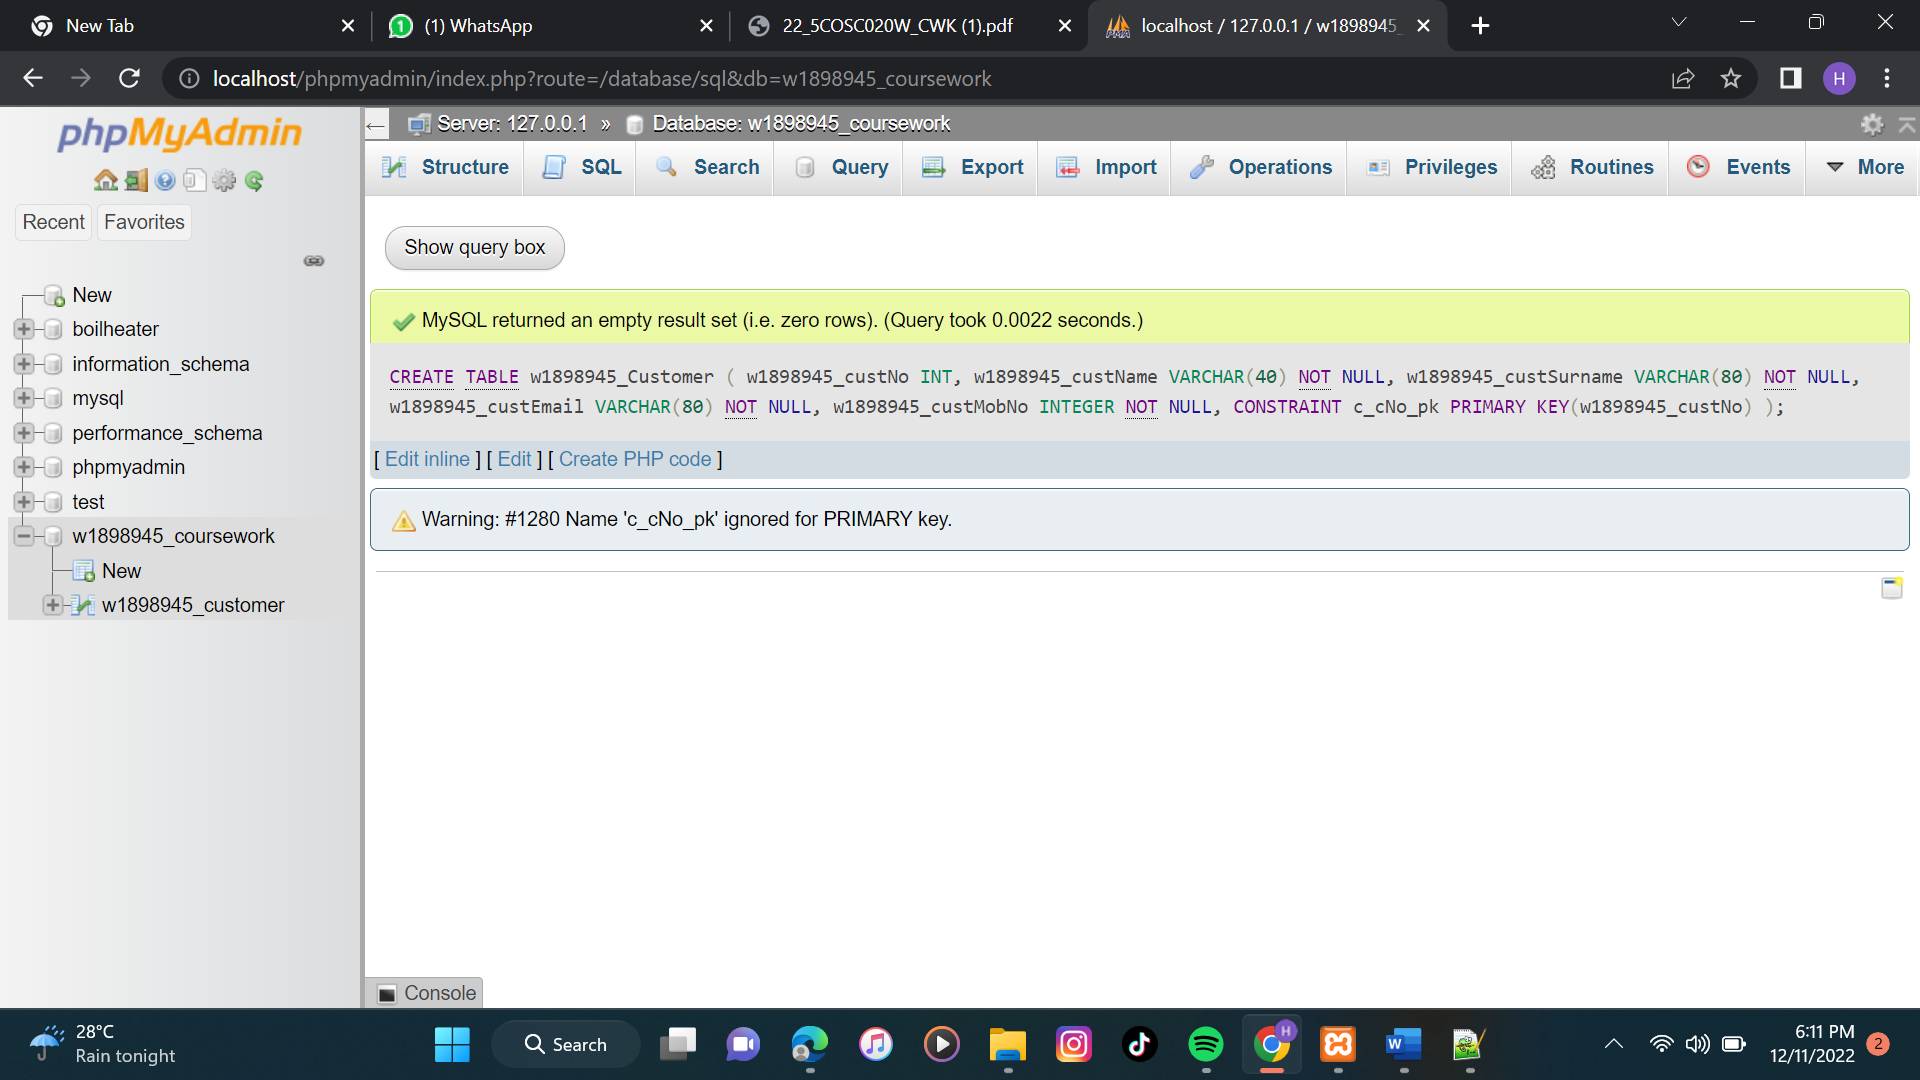 New Tab
(1) WhatsApp
22_5COSC020W_CWK (1).pdf
localhost / 127.0.0.1 / w1898945_
localhost/phpmyadmin/index.php?route=/database/sql&db=w1898945_coursework
H
phpMyAdmin
Recent
Favorites
New
boilheater
information_schema
mysql
performance_schema
phpmyadmin
test
w1898945_coursework
New
w1898945_customer
Server: 127.0.0.1 » Database: w1898945_coursework
Structure
SQL
Search
Query
Export
Import
Operations
Privileges
Routines
Events
More
Show query box
MySQL returned an empty result set (i.e. zero rows). (Query took 0.0022 seconds.)
CREATE TABLE w1898945_Customer ( w1898945_custNo INT, w1898945_custName VARCHAR(40) NOT NULL, w1898945_custSurname VARCHAR(80) NOT NULL,
w1898945_custEmail VARCHAR(80) NOT NULL, w1898945_custMobNo INTEGER NOT NULL, CONSTRAINT c_cNo_pk PRIMARY KEY(w1898945_custNo) );
[ Edit inline ] [ Edit ] [ Create PHP code ]
Warning: #1280 Name 'c_cNo_pk' ignored for PRIMARY key.
Console
28°C
Rain tonight
Search
6:11 PM
12/11/2022
2